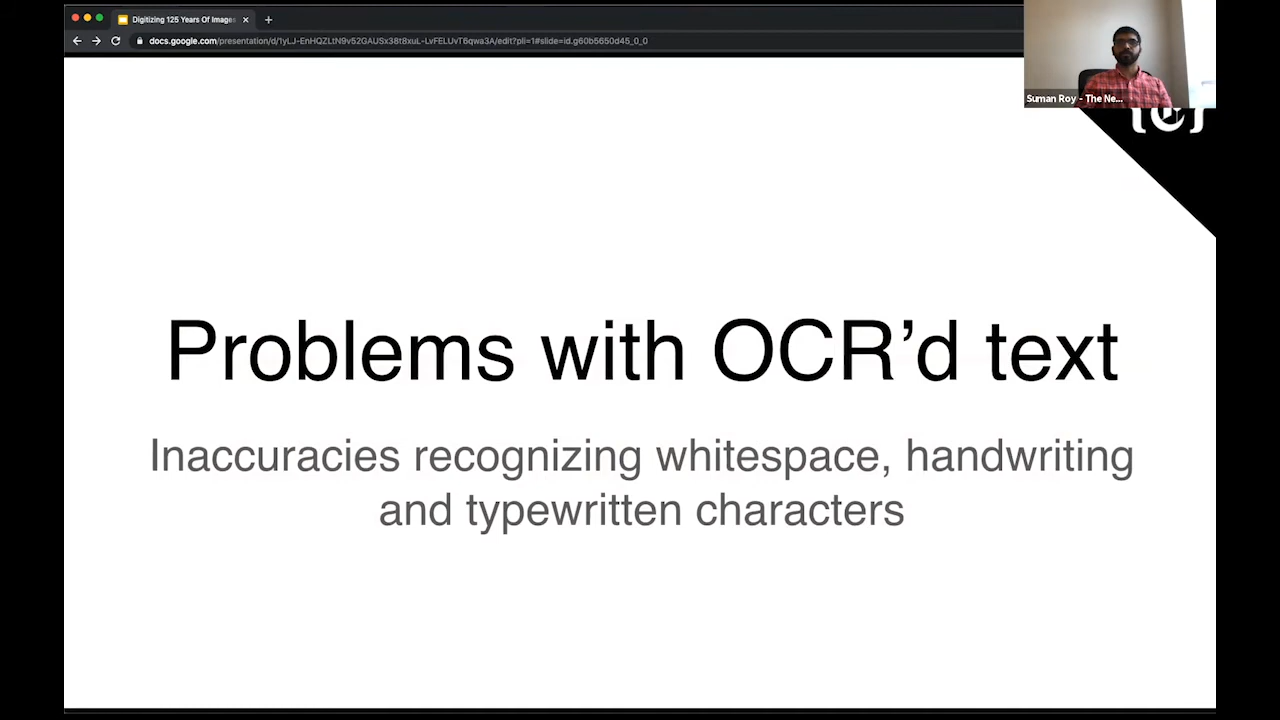 Digitizing 125 Years Of Images
docs.google.com/presentation/d/1yLJ-EnHQZLtN9v52GAUSx38t8xuL-LvFELUvT6qwa3A/edit?pli=1#slide=id.g60b5650d45_0_0
Suman Roy - The Ne...
Problems with OCR’d text
Inaccuracies recognizing whitespace, handwriting
and typewritten characters